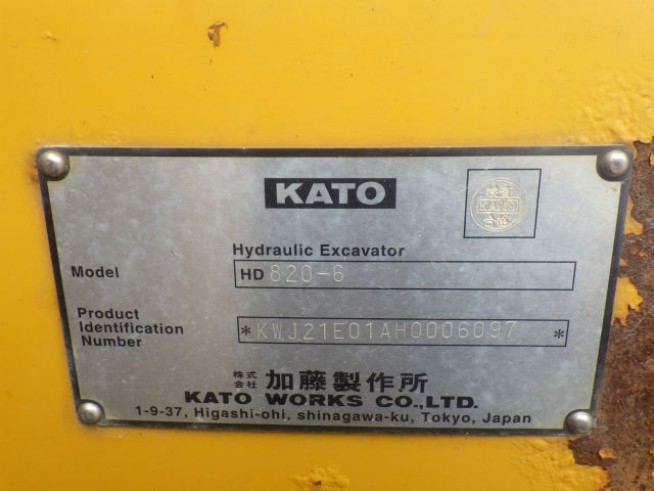 KATO
KATO
Hydraulic Excavator
Model
HD 820-6
Product
Identification
Number
*KWJ21E01AH0006097*
株式会社 加藤製作所
KATO WORKS CO.,LTD.
1-9-37, Higashi-ohi, shinagawa-ku, Tokyo, Japan